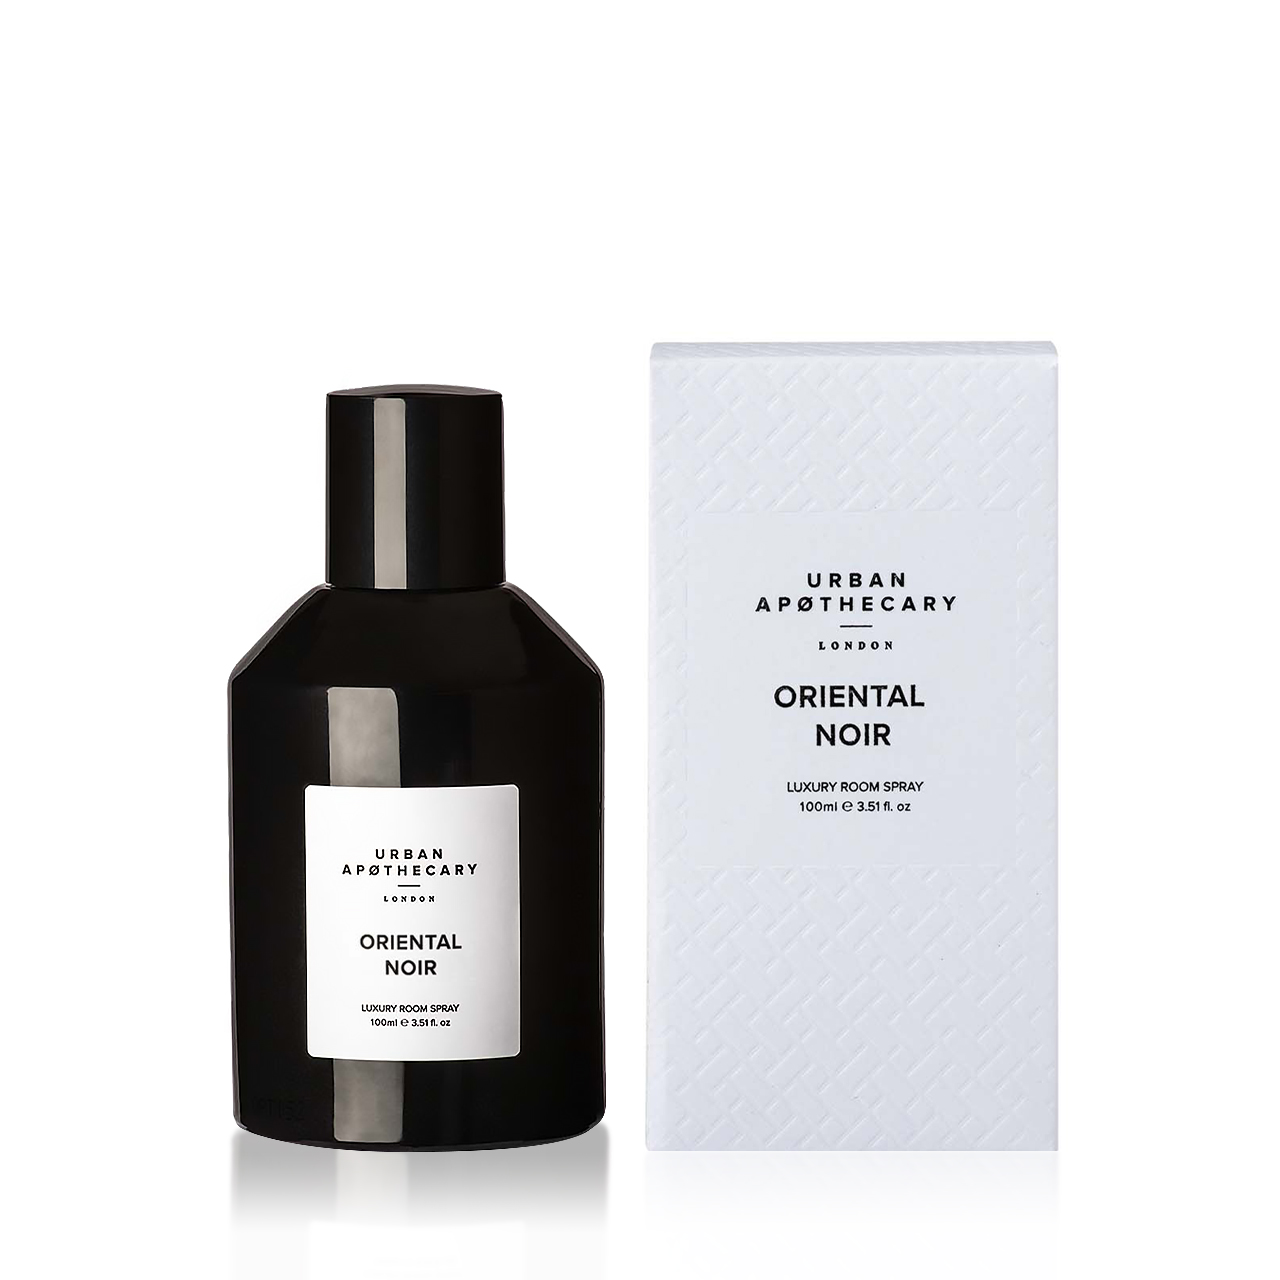 URBAN
APØTHECARY
LONDON
ORIENTAL
NOIR
LUXURY ROOM SPRAY
100ml ℮ 3.51 fl. oz
URBAN
APØTHECARY
LONDON
ORIENTAL
NOIR
LUXURY ROOM SPRAY
100ml ℮ 3.51 fl. oz